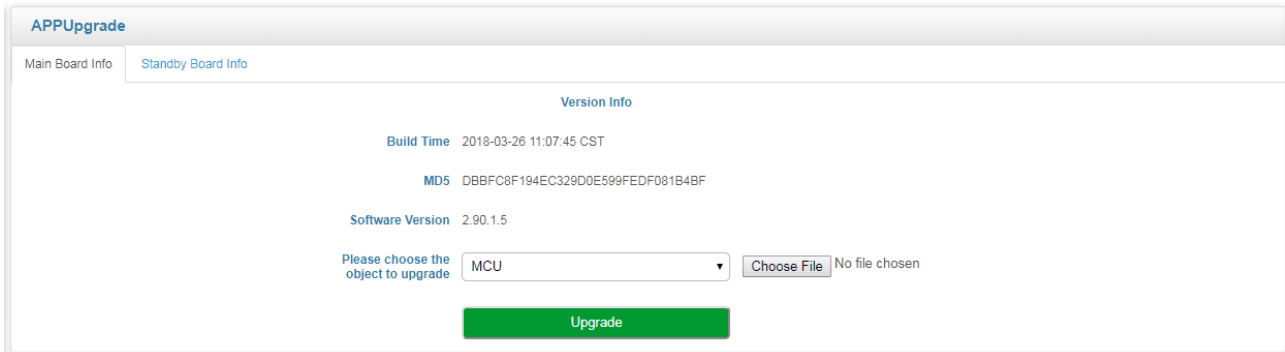 APPUpgrade
Main Board Info Standby Board Info
Version Info
Build Time 2018-03-26 11:07:45 CST
MD5 DBBFC8F194EC329D0E599FEDF081B4BF
Software Version 2.90.1.5
Please choose the
object to upgrade MCU Choose File No file chosen
Upgrade